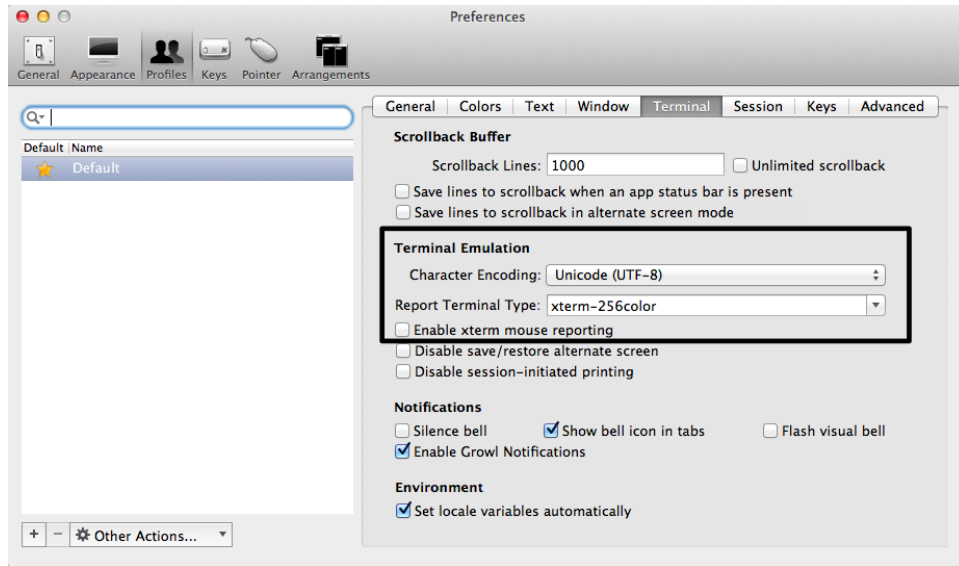 Preferences
General Appearance Profiles Keys Pointer Arrangements
General Colors Text Window Terminal Session Keys Advanced
Default Name
Default
Scrollback Buffer
Scrollback Lines: 1000 Unlimited scrollback
Save lines to scrollback when an app status bar is present
Save lines to scrollback in alternate screen mode
Terminal Emulation
Character Encoding: Unicode (UTF-8)
Report Terminal Type: xterm-256color
Enable xterm mouse reporting
Disable save/restore alternate screen
Disable session-initiated printing
Notifications
Silence bell Show bell icon in tabs Flash visual bell
Enable Growl Notifications
Environment
Set locale variables automatically
+ - Other Actions...